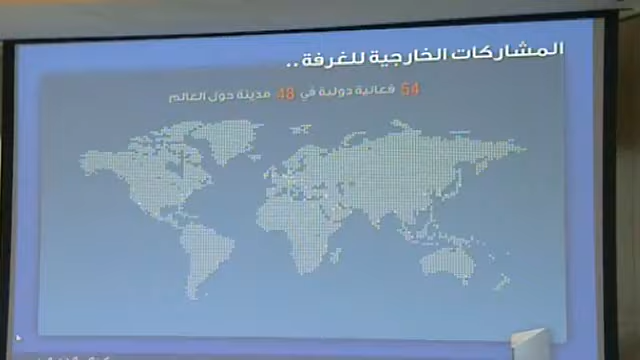 المشاركات الخارجية للغرفة ..
54 فعالية دولية في 48 مدينة حول العالم